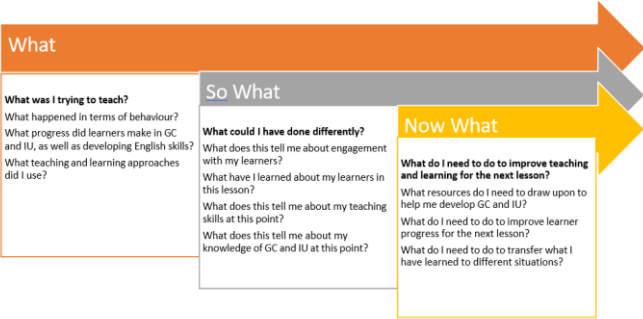 What
What was I trying to teach?
What happened in terms of behaviour?
What progress did learners make in GC
and IU, as well as developing English skills?
What teaching and learning approaches
did I use?
So What
What could I have done differently?
What does this tell me about engagement
with my learners?
What have I learned about my learners in
this lesson?
What does this tell me about my teaching
skills at this point?
What does this tell me about my
knowledge of GC and IU at this point?
Now What
What do I need to do to improve teaching
and learning for the next lesson?
What resources do I need to draw upon to
help me develop GC and IU?
What do I need to do to improve learner
progress for the next lesson?
What do I need to do to transfer what I
have learned to different situations?